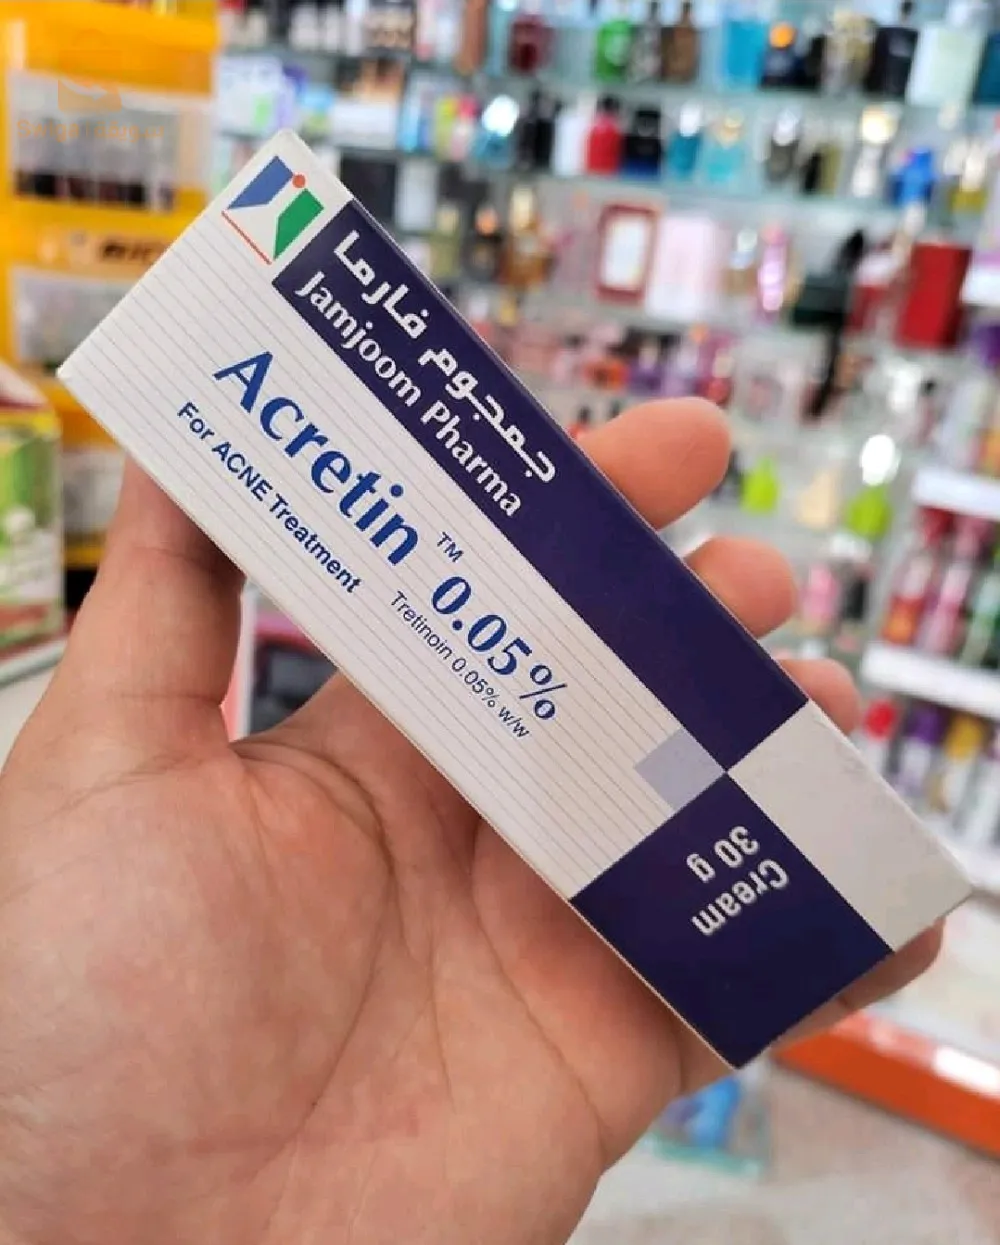 جمجوم فارما
Jamjoom Pharma
Acretin™ 0.05%
For ACNE Treatment
Tretinoin 0.05% w/w
Cream
30 g